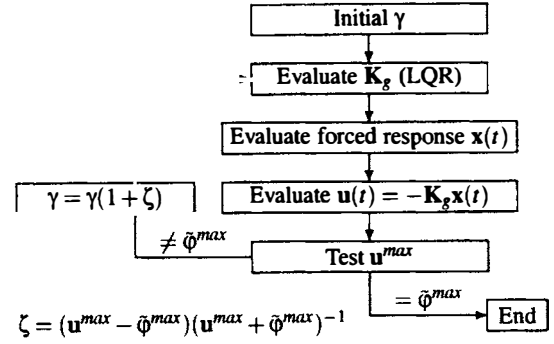 Initial γ
Evaluate K_g (LQR)
Evaluate forced response x(t)
γ = γ(1 + ζ)
Evaluate u(t) = −K_g x(t)
≠ φ̃^max
Test u^max
= φ̃^max
End
ζ = (u^max − φ̃^max)(u^max + φ̃^max)^−1